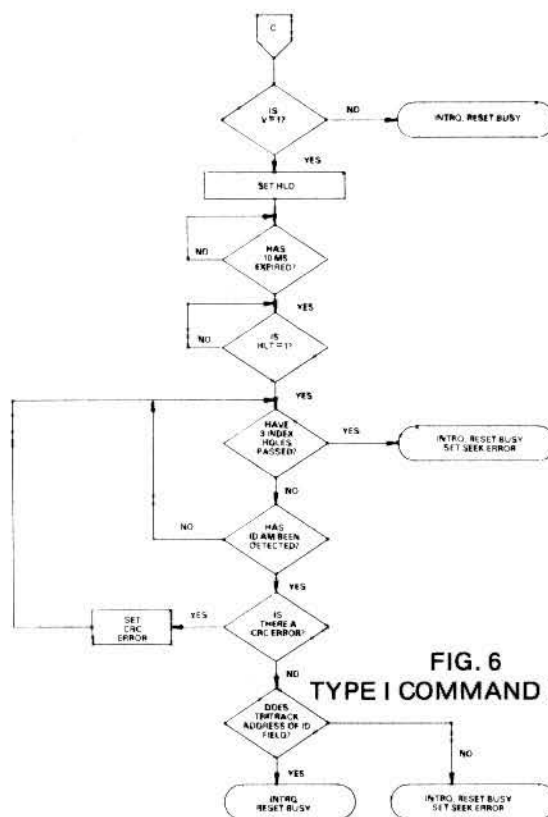 C
IS
V = 1?
NO
INTRQ, RESET BUSY
YES
SET HLD
HAS
10 MS
EXPIRED?
NO
YES
IS
HLT = 1?
NO
YES
HAVE
3 INDEX
HOLES
PASSED?
YES
INTRQ, RESET BUSY
SET SEEK ERROR
NO
HAS
ID AM BEEN
DETECTED?
NO
YES
IS
THERE A
CRC ERROR?
YES
SET
CRC
ERROR
NO
FIG. 6
TYPE I COMMAND
DOES
TR=TRACK
ADDRESS OF ID
FIELD?
NO
YES
INTRQ
RESET BUSY
INTRQ, RESET BUSY
SET SEEK ERROR